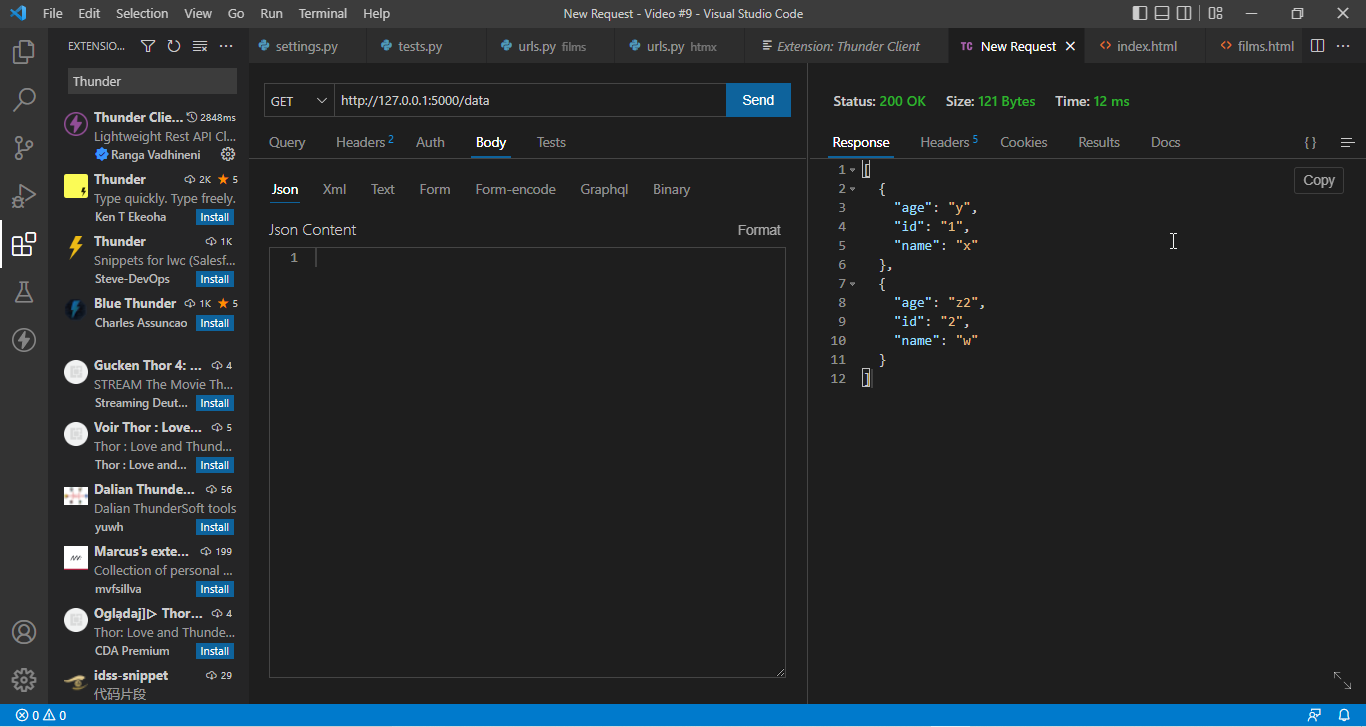 File Edit Selection View Go Run Terminal Help
New Request - Video #9 - Visual Studio Code
EXTENSIO...
settings.py
tests.py
urls.py films
urls.py htmx
Extension: Thunder Client
TC New Request
index.html
films.html
Thunder
Thunder Clie... 2848ms
Lightweight Rest API Cl...
Ranga Vadhineni
Thunder 2K ★ 5
Type quickly. Type freely.
Ken T Ekeoha Install
Thunder 1K
Snippets for lwc (Salesf...
Steve-DevOps Install
Blue Thunder 1K ★ 5
Charles Assuncao Install
Gucken Thor 4: ... 4
STREAM The Movie Th...
Streaming Deut... Install
Voir Thor : Love... 5
Thor : Love and Thund...
Thor : Love and... Install
Dalian Thunde... 56
Dalian ThunderSoft tools
yuwh Install
Marcus's exte... 199
Collection of personal ...
mvfsillva Install
Oglądaj]▷ Thor... 4
Thor: Love and Thunde...
CDA Premium Install
idss-snippet 29
代码片段
GET http://127.0.0.1:5000/data Send
Query Headers 2 Auth Body Tests
Json Xml Text Form Form-encode Graphql Binary
Json Content Format
1
Status: 200 OK Size: 121 Bytes Time: 12 ms
Response Headers 5 Cookies Results Docs { }
Copy
1 [
2 {
3 "age": "y",
4 "id": "1",
5 "name": "x"
6 },
7 {
8 "age": "z2",
9 "id": "2",
10 "name": "w"
11 }
12 ]
0 0